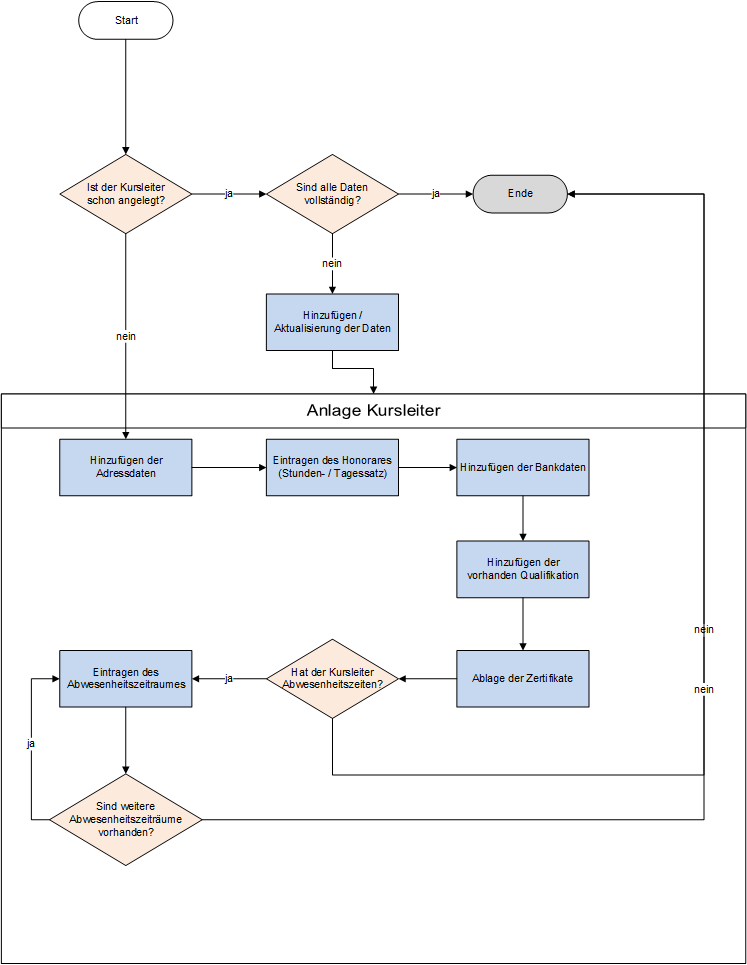 Start
Ist der Kursleiter
schon angelegt?
ja
Sind alle Daten
vollständig?
ja
Ende
nein
Hinzufügen /
Aktualisierung der Daten
nein
Anlage Kursleiter
Hinzufügen der
Adressdaten
Eintragen des Honorares
(Stunden- / Tagessatz)
Hinzufügen der Bankdaten
Hinzufügen der
vorhanden Qualifikation
nein
Eintragen des
Abwesenheitszeitraumes
ja
Hat der Kursleiter
Abwesenheitszeiten?
Ablage der Zertifikate
nein
ja
Sind weitere
Abwesenheitszeiträume
vorhanden?